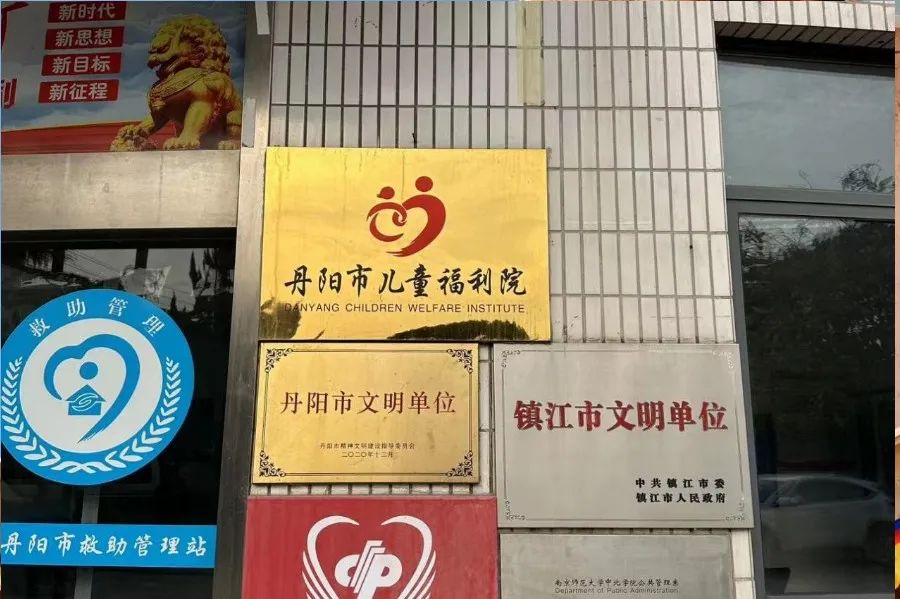 新时代
新思想
新目标
新征程
利
丹阳市儿童福利院
DANYANG CHILDREN WELFARE INSTITUTE
救助管理
丹阳市救助管理站
丹阳市文明单位
丹阳市精神文明建设指导委员会
二〇二〇年十二月
镇江市文明单位
中共镇江市委
镇江市人民政府
南京师范大学中北学院公共管理系
Department of Public Administration